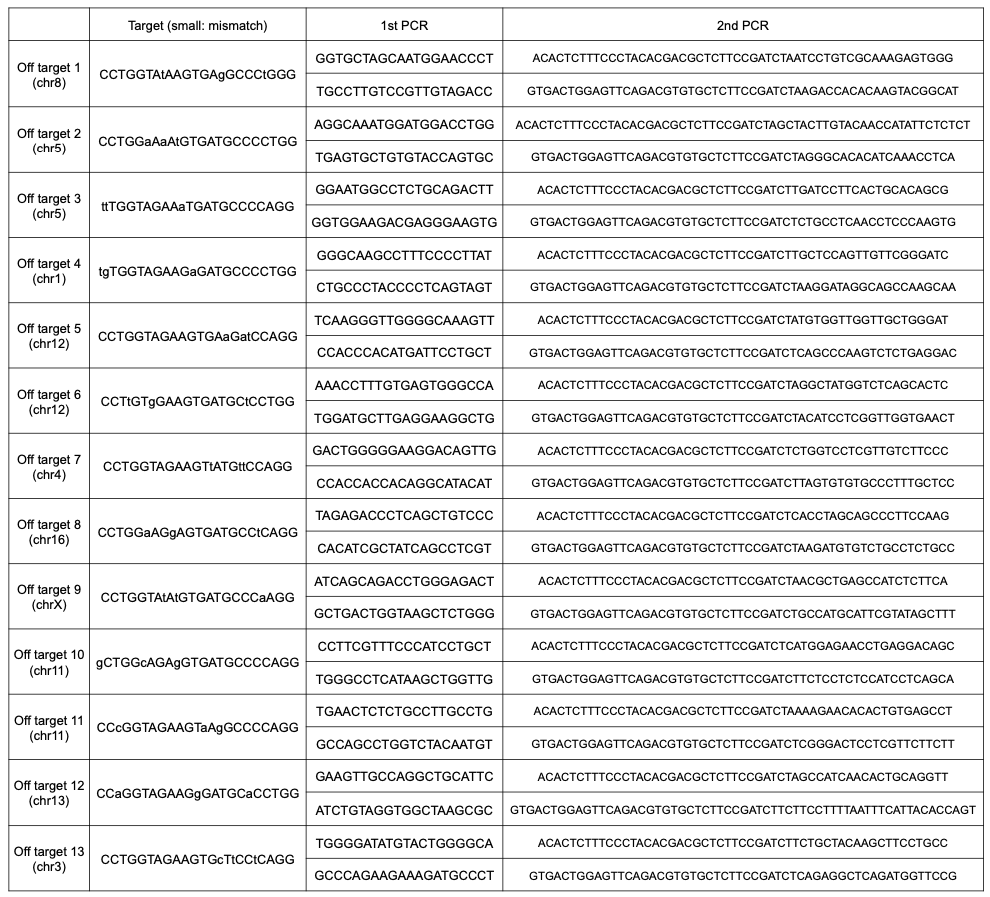 Target (small: mismatch) 1st PCR 2nd PCR
Off target 1 (chr8) CCTGGTAtAAGTGAgGCCCtGGG GGTGCTAGCAATGGAACCCT ACACTCTTTCCCTACACGACGCTCTTCCGATCTAATCCTGTCGCAAAGAGTGGG
TGCCTTGTCCGTTGTAGACC GTGACTGGAGTTCAGACGTGTGCTCTTCCGATCTAAGACCACACAAGTACGGCAT
Off target 2 (chr5) CCTGGaAaAtGTGATGCCCCTGG AGGCAAATGGATGGACCTGG ACACTCTTTCCCTACACGACGCTCTTCCGATCTAGCTACTTGTACAACCATATTCTCTCT
TGAGTGCTGTGTACCAGTGC GTGACTGGAGTTCAGACGTGTGCTCTTCCGATCTAGGGCACACATCAAACCTCA
Off target 3 (chr5) ttTGGTAGAAaTGATGCCCCAGG GGAATGGCCTCTGCAGACTT ACACTCTTTCCCTACACGACGCTCTTCCGATCTTGATCCTTCACTGCACAGCG
GGTGGAAGACGAGGGAAGTG GTGACTGGAGTTCAGACGTGTGCTCTTCCGATCTCTGCCTCAACCTCCCAAGTG
Off target 4 (chr1) tgTGGTAGAAGaGATGCCCCTGG GGGCAAGCCTTTCCCCTTAT ACACTCTTTCCCTACACGACGCTCTTCCGATCTTGCTCCAGTTGTTCGGGATC
CTGCCCTACCCCTCAGTAGT GTGACTGGAGTTCAGACGTGTGCTCTTCCGATCTAAGGATAGGCAGCCAAGCAA
Off target 5 (chr12) CCTGGTAGAAGTGAaGatCCAGG TCAAGGGTTGGGGCAAAGTT ACACTCTTTCCCTACACGACGCTCTTCCGATCTATGTGGTTGGTTGCTGGGAT
CCACCCACATGATTCCTGCT GTGACTGGAGTTCAGACGTGTGCTCTTCCGATCTCAGCCCAAGTCTCTGAGGAC
Off target 6 (chr12) CCTtGTgGAAGTGATGCtCCTGG AAACCTTTGTGAGTGGGCCA ACACTCTTTCCCTACACGACGCTCTTCCGATCTAGGCTATGGTCTCAGCACTC
TGGATGCTTGAGGAAGGCTG GTGACTGGAGTTCAGACGTGTGCTCTTCCGATCTACATCCTCGGTTGGTGAACT
Off target 7 (chr4) CCTGGTAGAAGTtATGttCCAGG GACTGGGGGAAGGACAGTTG ACACTCTTTCCCTACACGACGCTCTTCCGATCTCTGGTCCTCGTTGTCTTCCC
CCACCACCACAGGCATACAT GTGACTGGAGTTCAGACGTGTGCTCTTCCGATCTTAGTGTGTGCCCTTTGCTCC
Off target 8 (chr16) CCTGGaAGgAGTGATGCCtCAGG TAGAGACCCTCAGCTGTCCC ACACTCTTTCCCTACACGACGCTCTTCCGATCTCACCTAGCAGCCCTTCCAAG
CACATCGCTATCAGCCTCGT GTGACTGGAGTTCAGACGTGTGCTCTTCCGATCTAAGATGTGTCTGCCTCTGCC
Off target 9 (chrX) CCTGGTAtAtGTGATGCCCaAGG ATCAGCAGACCTGGGAGACT ACACTCTTTCCCTACACGACGCTCTTCCGATCTAACGCTGAGCCATCTCTTCA
GCTGACTGGTAAGCTCTGGG GTGACTGGAGTTCAGACGTGTGCTCTTCCGATCTGCCATGCATTCGTATAGCTTT
Off target 10 (chr11) gCTGGcAGAgGTGATGCCCCAGG CCTTCGTTTCCCATCCTGCT ACACTCTTTCCCTACACGACGCTCTTCCGATCTCATGGAGAACCTGAGGACAGC
TGGGCCTCATAAGCTGGTTG GTGACTGGAGTTCAGACGTGTGCTCTTCCGATCTTCTCCTCTCCATCCTCAGCA
Off target 11 (chr11) CCcGGTAGAAGTaAgGCCCCAGG TGAACTCTCTGCCTTGCCTG ACACTCTTTCCCTACACGACGCTCTTCCGATCTAAAAGAACACACTGTGAGCCT
GCCAGCCTGGTCTACAATGT GTGACTGGAGTTCAGACGTGTGCTCTTCCGATCTCGGGACTCCTCGTTCTTCTT
Off target 12 (chr13) CCaGGTAGAAGgGATGCaCCTGG GAAGTTGCCAGGCTGCATTC ACACTCTTTCCCTACACGACGCTCTTCCGATCTAGCCATCAACACTGCAGGTT
ATCTGTAGGTGGCTAAGCGC GTGACTGGAGTTCAGACGTGTGCTCTTCCGATCTTCTTCCTTTTAATTTCATTACACCAGT
Off target 13 (chr3) CCTGGTAGAAGTGcTtCCtCAGG TGGGGATATGTACTGGGGCA ACACTCTTTCCCTACACGACGCTCTTCCGATCTTCTGCTACAAGCTTCCTGCC
GCCCAGAAGAAAGATGCCCT GTGACTGGAGTTCAGACGTGTGCTCTTCCGATCTCAGAGGCTCAGATGGTTCCG